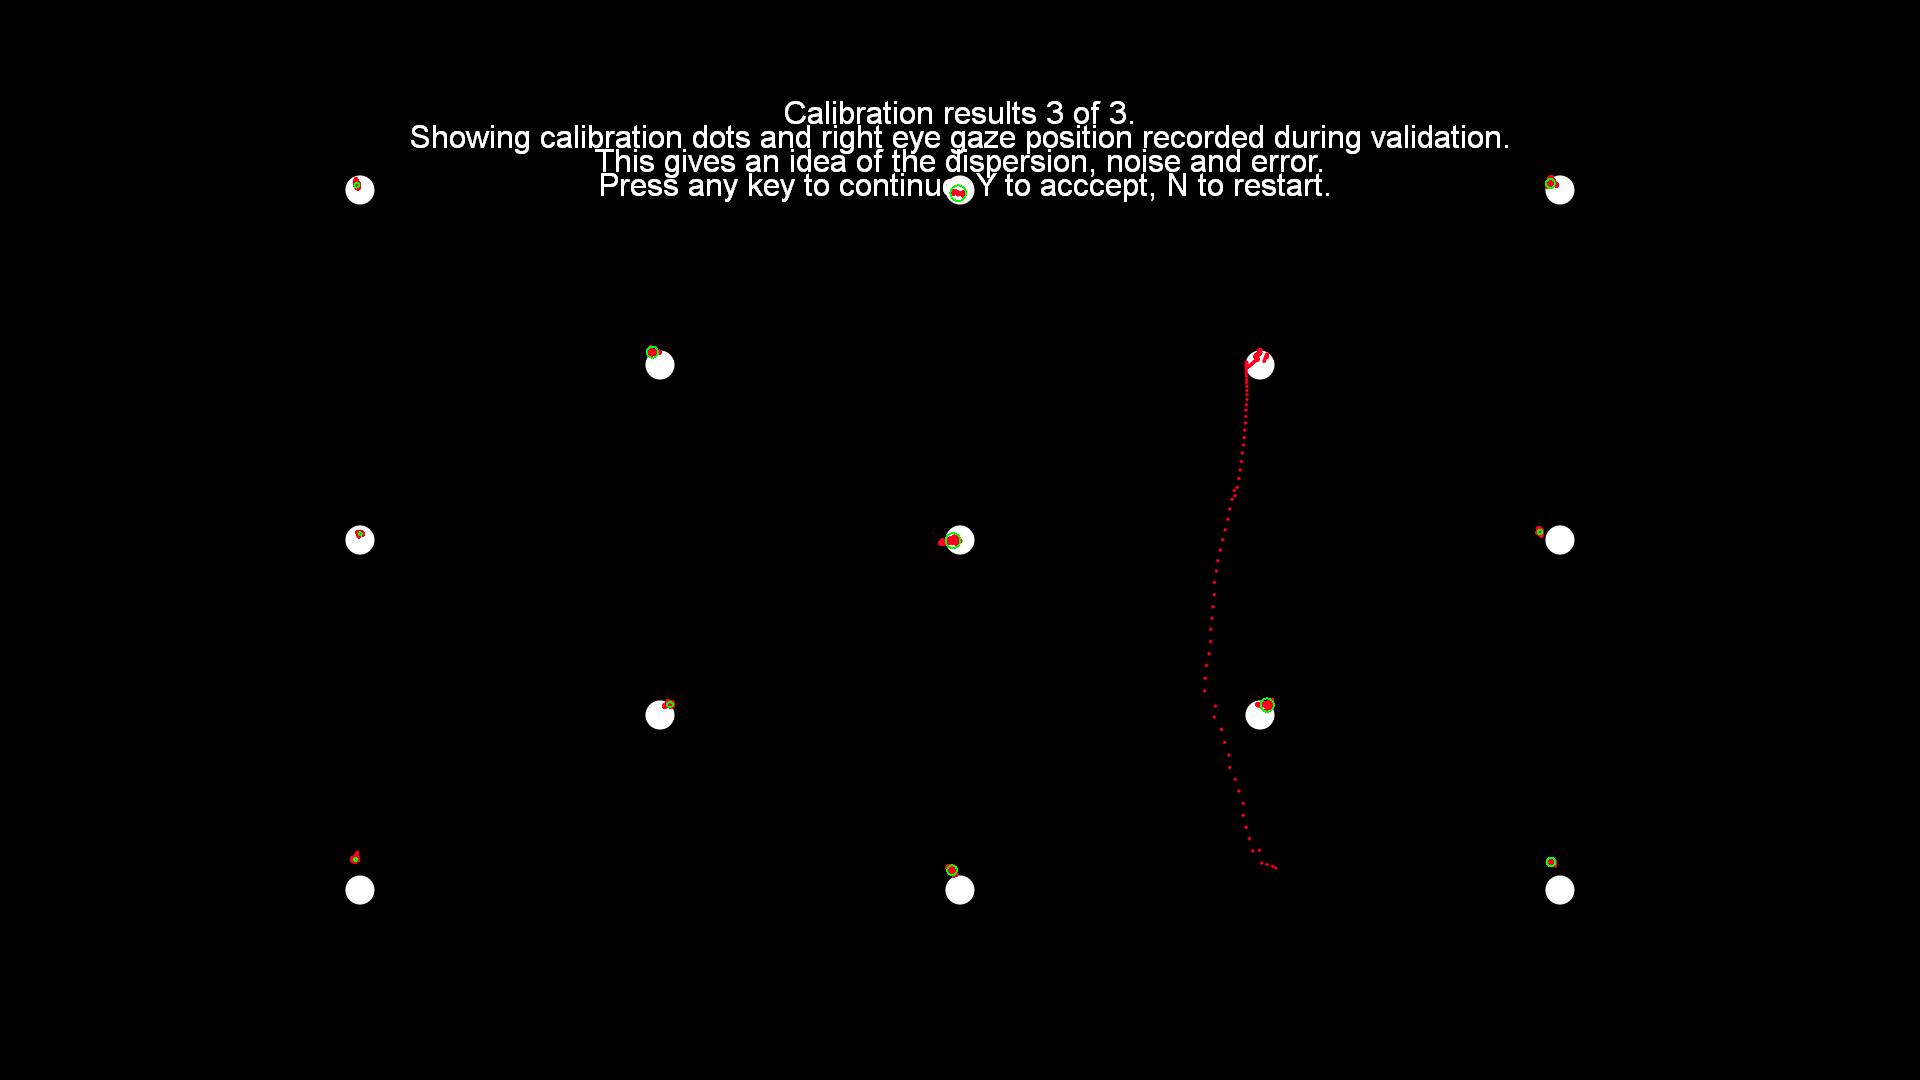 Calibration results 3 of 3.
Showing calibration dots and right eye gaze position recorded during validation.
This gives an idea of the dispersion, noise and error.
Press any key to continue Y to acccept, N to restart.